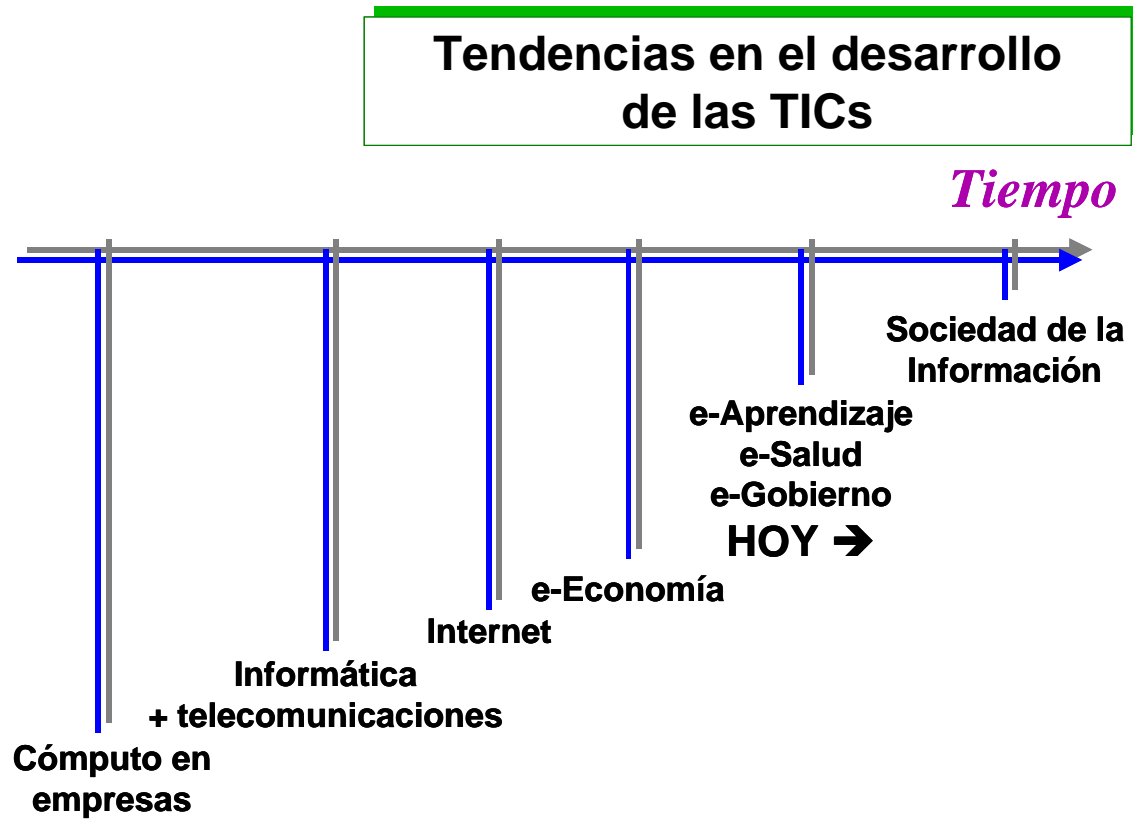 Tendencias en el desarrollo
de las TICs
Tiempo
Sociedad de la
Información
e-Aprendizaje
e-Salud
e-Gobierno
HOY ➔
e-Economía
Internet
Informática
+ telecomunicaciones
Cómputo en
empresas